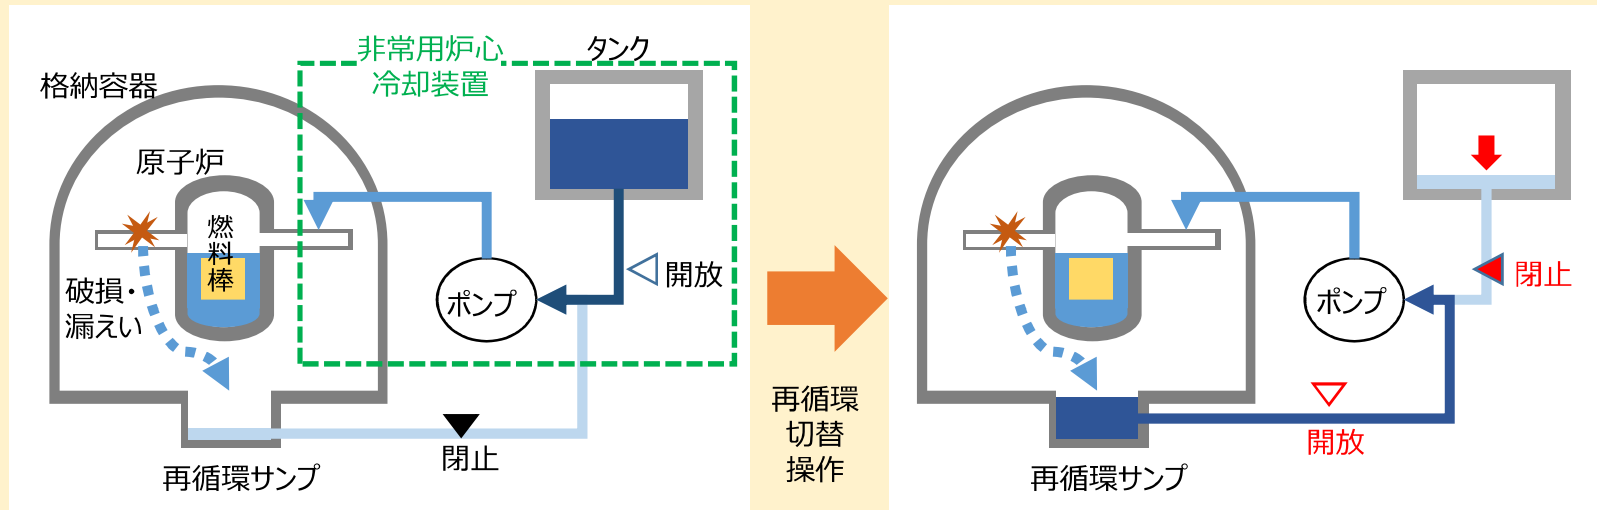 非常用炉心
冷却装置
タンク
格納容器
原子炉
燃
料
棒
破損・
漏えい
ポンプ
開放
閉止
再循環サンプ
再循環
切替
操作
ポンプ
閉止
開放
再循環サンプ